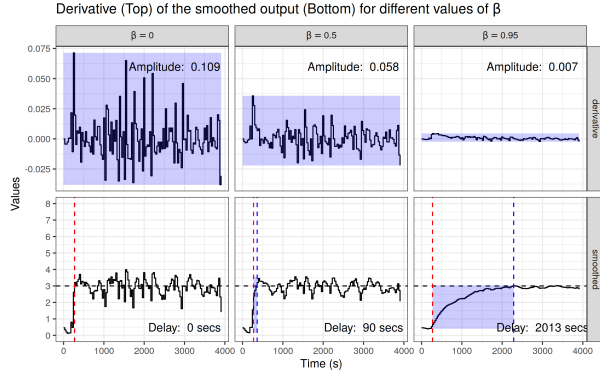 Derivative (Top) of the smoothed output (Bottom) for different values of β
β = 0
β = 0.5
β = 0.95
Values
0.075
0.050
0.025
0.000
-0.025
Amplitude: 0.109
Amplitude: 0.058
Amplitude: 0.007
derivative
8
7
6
5
4
3
2
1
0
Delay: 0 secs
Delay: 90 secs
Delay: 2013 secs
smoothed
0 1000 2000 3000 4000
0 1000 2000 3000 4000
0 1000 2000 3000 4000
Time (s)